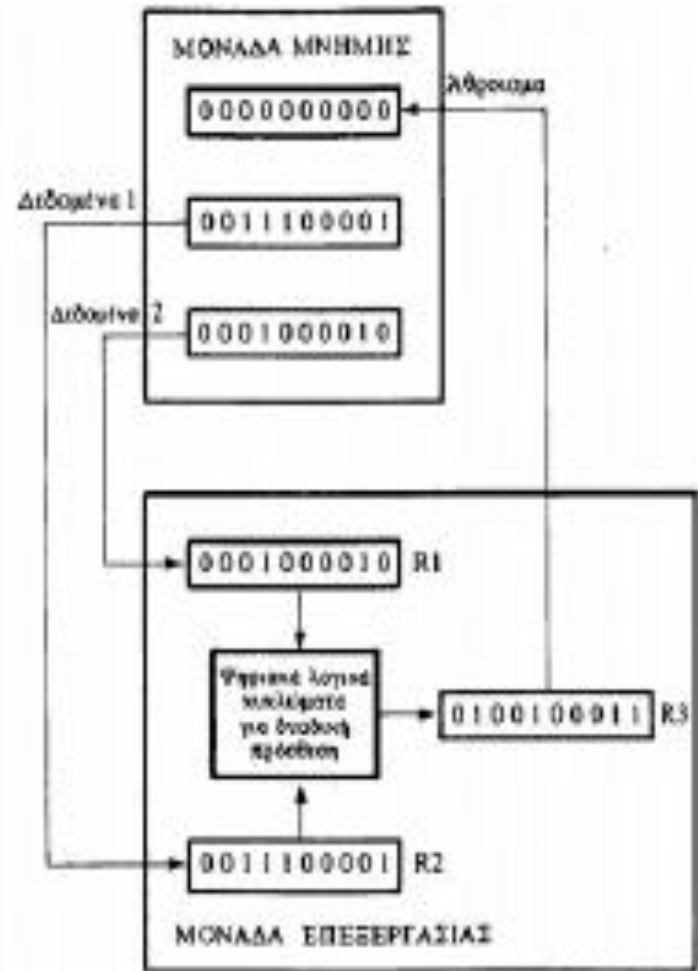 ΜΟΝΑΔΑ ΜΝΗΜΗΣ
Άθροισμα
0000000000
Δεδομένα 1
0011100001
Δεδομένα 2
0001000010
0001000010 R1
Ψηφιακά λογικά
κυκλώματα
για δυαδική
πρόσθεση
0100100011 R3
0011100001 R2
ΜΟΝΑΔΑ ΕΠΕΞΕΡΓΑΣΙΑΣ